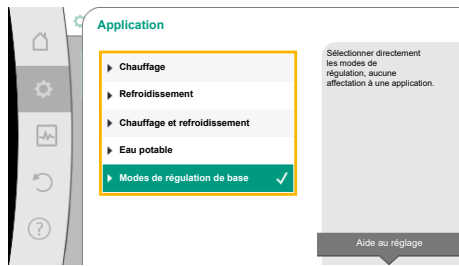 Application
Chauffage
Refroidissement
Chauffage et refroidissement
Eau potable
Modes de régulation de base
Sélectionner directement
les modes de
régulation, aucune
affectation à une application.
Aide au réglage